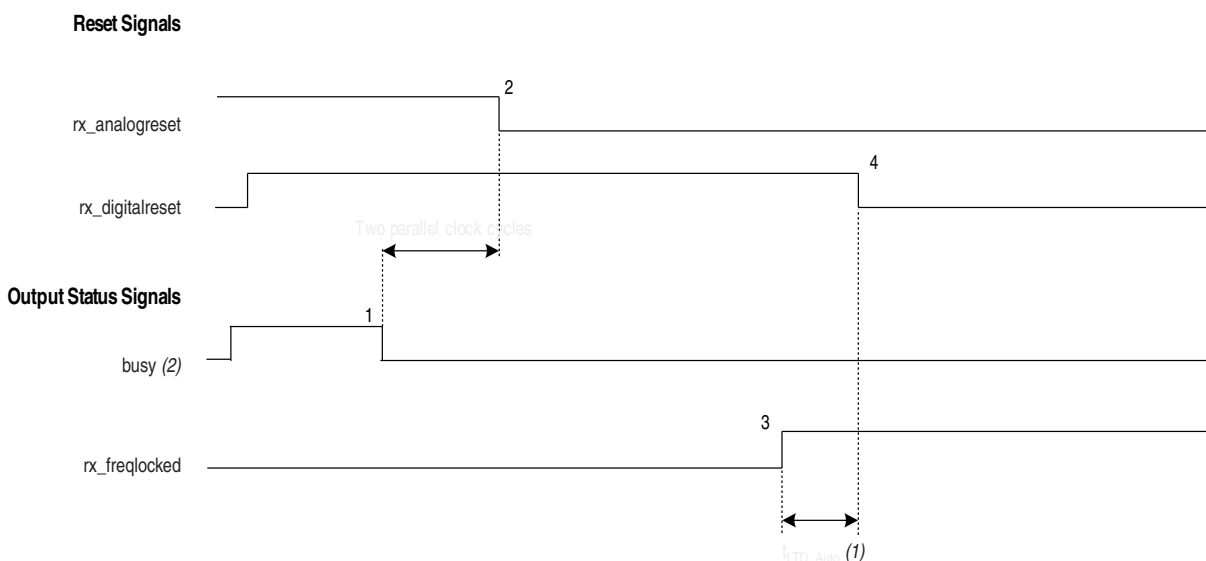 Reset Signals
2
rx_analogreset
4
rx_digitalreset
Two parallel clock cycles
Output Status Signals
1
busy (2)
3
rx_freqlocked
tLTD_Auto (1)